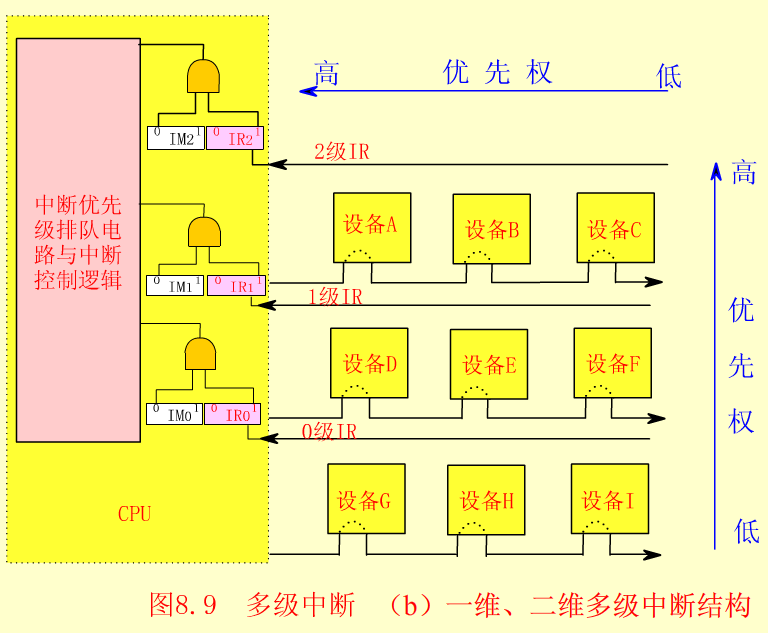 高 优 先 权 低
0 IM2 1 0 IR2 1
2级IR
高
中断优先
级排队电
路与中断
控制逻辑
设备A 设备B 设备C
0 IM1 1 0 IR1 1
1级IR
优
先
权
设备D 设备E 设备F
0 IM0 1 0 IR0 1
0级IR
设备G 设备H 设备I
CPU
低
图8.9 多级中断 （b）一维、二维多级中断结构